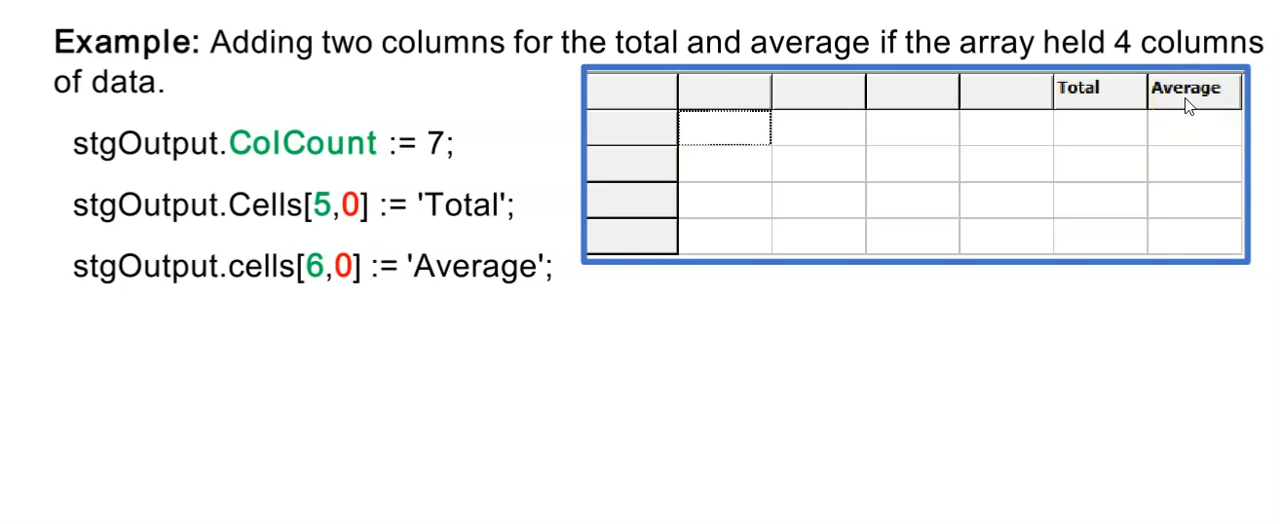 Example: Adding two columns for the total and average if the array held 4 columns
of data.
Total Average
stgOutput.ColCount := 7;
stgOutput.Cells[5,0] := 'Total';
stgOutput.cells[6,0] := 'Average';